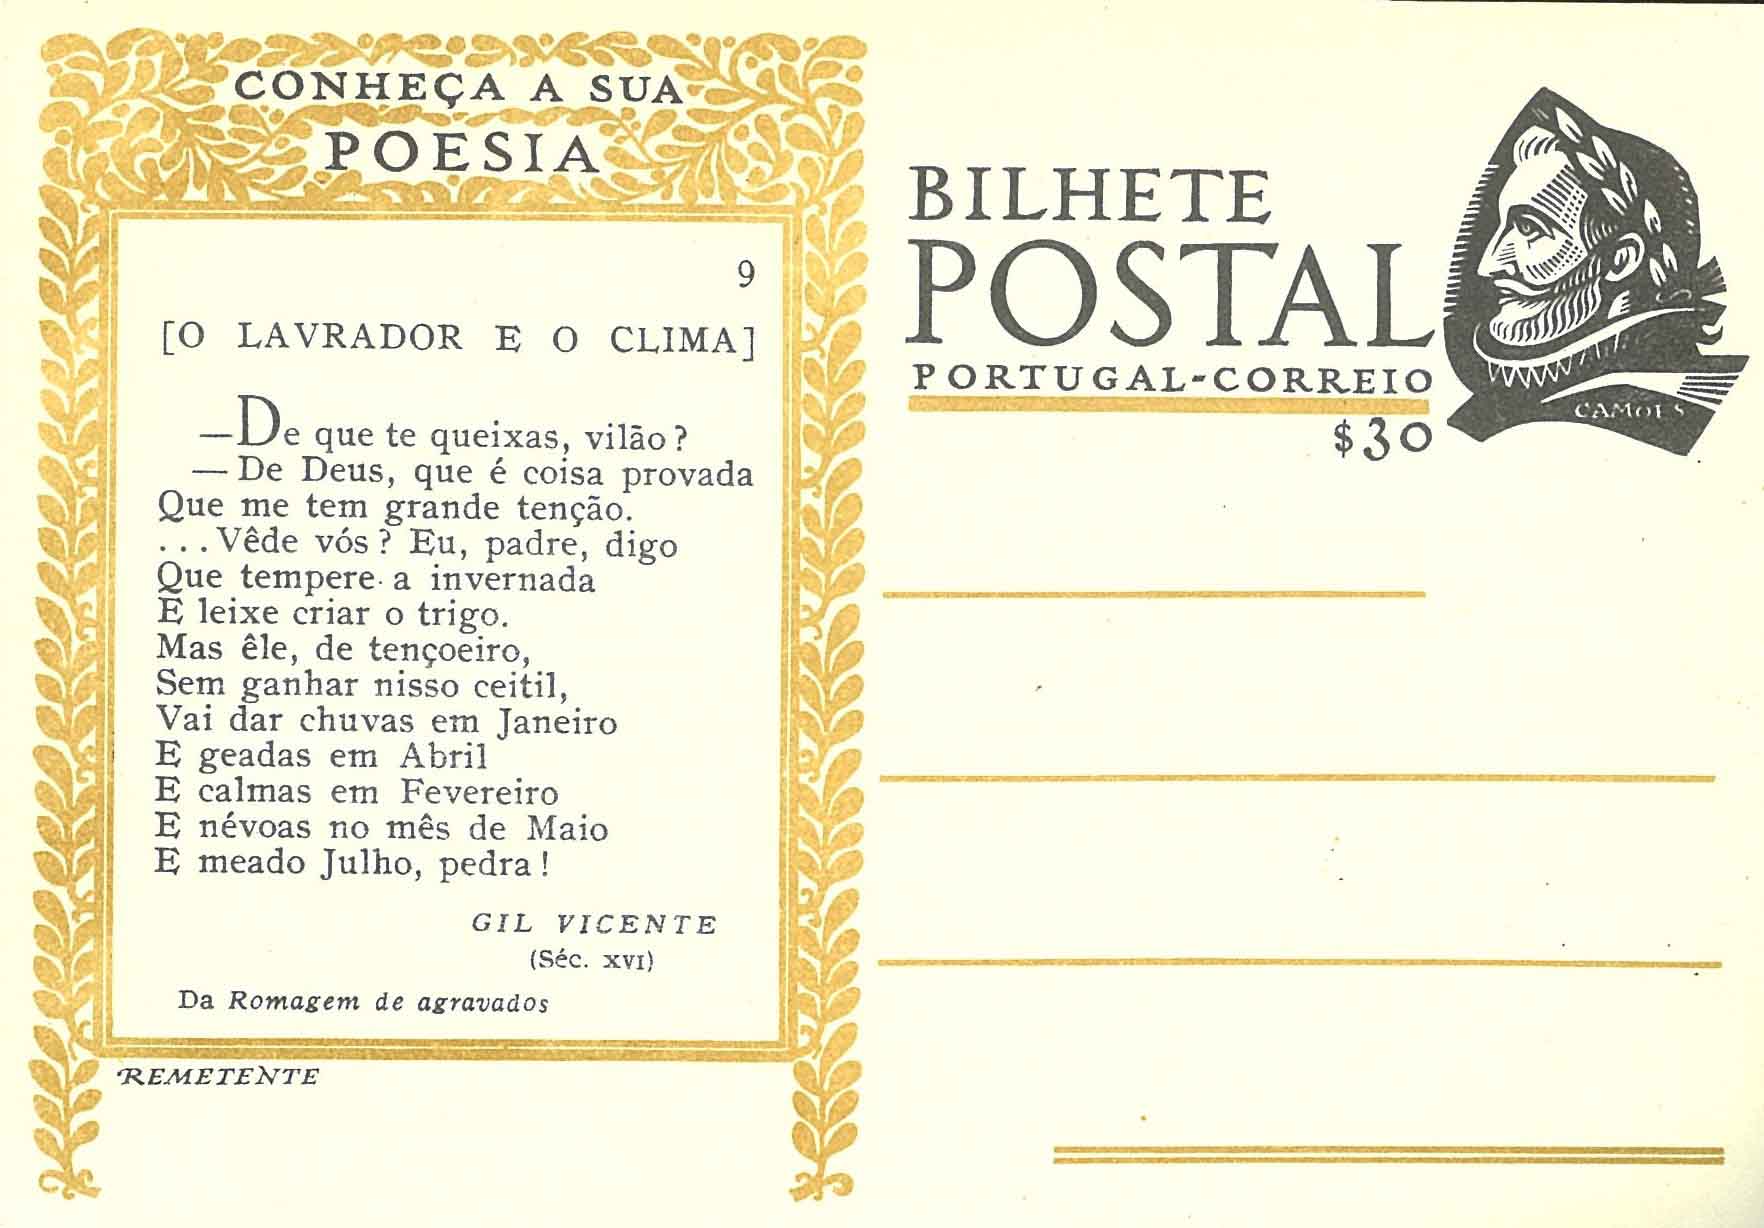 CONHEÇA A SUA
POESIA
9
[O LAVRADOR E O CLIMA]
—De que te queixas, vilão?
— De Deus, que é coisa provada
Que me tem grande tenção.
...Vêde vós? Eu, padre, digo
Que tempere a invernada
E leixe criar o trigo.
Mas êle, de tençoeiro,
Sem ganhar nisso ceitil,
Vai dar chuvas em Janeiro
E geadas em Abril
E calmas em Fevereiro
E névoas no mês de Maio
E meado Julho, pedra!
GIL VICENTE
(Séc. XVI)
Da Romagem de agravados
REMETENTE
BILHETE
POSTAL
PORTUGAL-CORREIO
$30
CAMOES